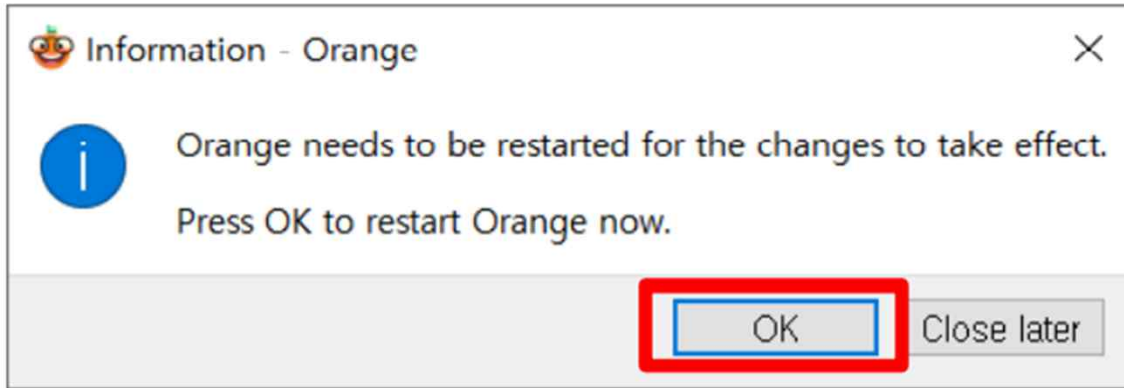 Information - Orange
Orange needs to be restarted for the changes to take effect.
Press OK to restart Orange now.
OK
Close later